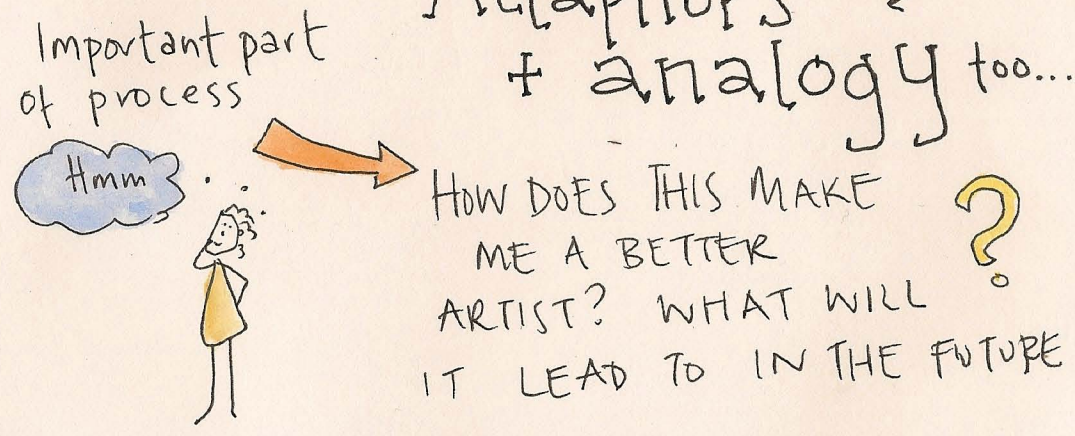 Important part
of process
Hmm
+ analogy too...
HOW DOES THIS MAKE
ME A BETTER
ARTIST? WHAT WILL
IT LEAD TO IN THE FUTURE
?